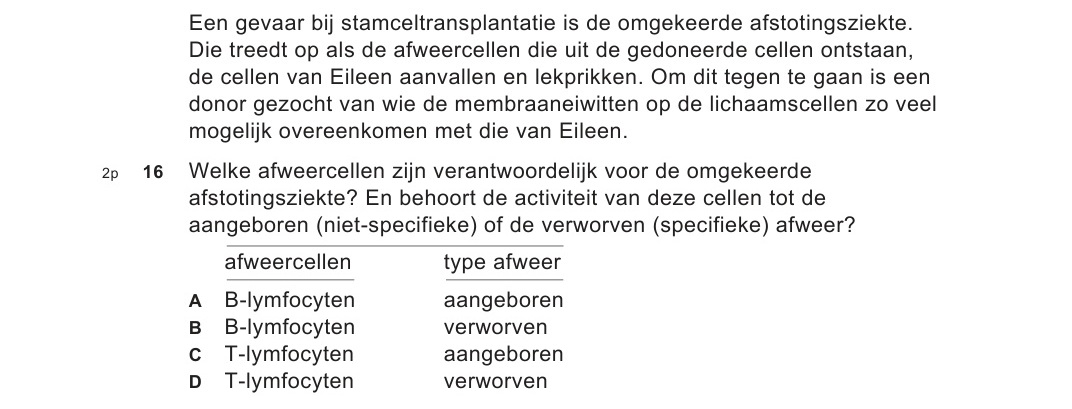 Een gevaar bij stamceltransplantatie is de omgekeerde afstotingsziekte.
Die treedt op als de afweercellen die uit de gedoneerde cellen ontstaan,
de cellen van Eileen aanvallen en lekprikken. Om dit tegen te gaan is een
donor gezocht van wie de membraaneiwitten op de lichaamscellen zo veel
mogelijk overeenkomen met die van Eileen.
2p 16 Welke afweercellen zijn verantwoordelijk voor de omgekeerde
afstotingsziekte? En behoort de activiteit van deze cellen tot de
aangeboren (niet-specifieke) of de verworven (specifieke) afweer?
afweercellen type afweer
A B-lymfocyten aangeboren
B B-lymfocyten verworven
C T-lymfocyten aangeboren
D T-lymfocyten verworven